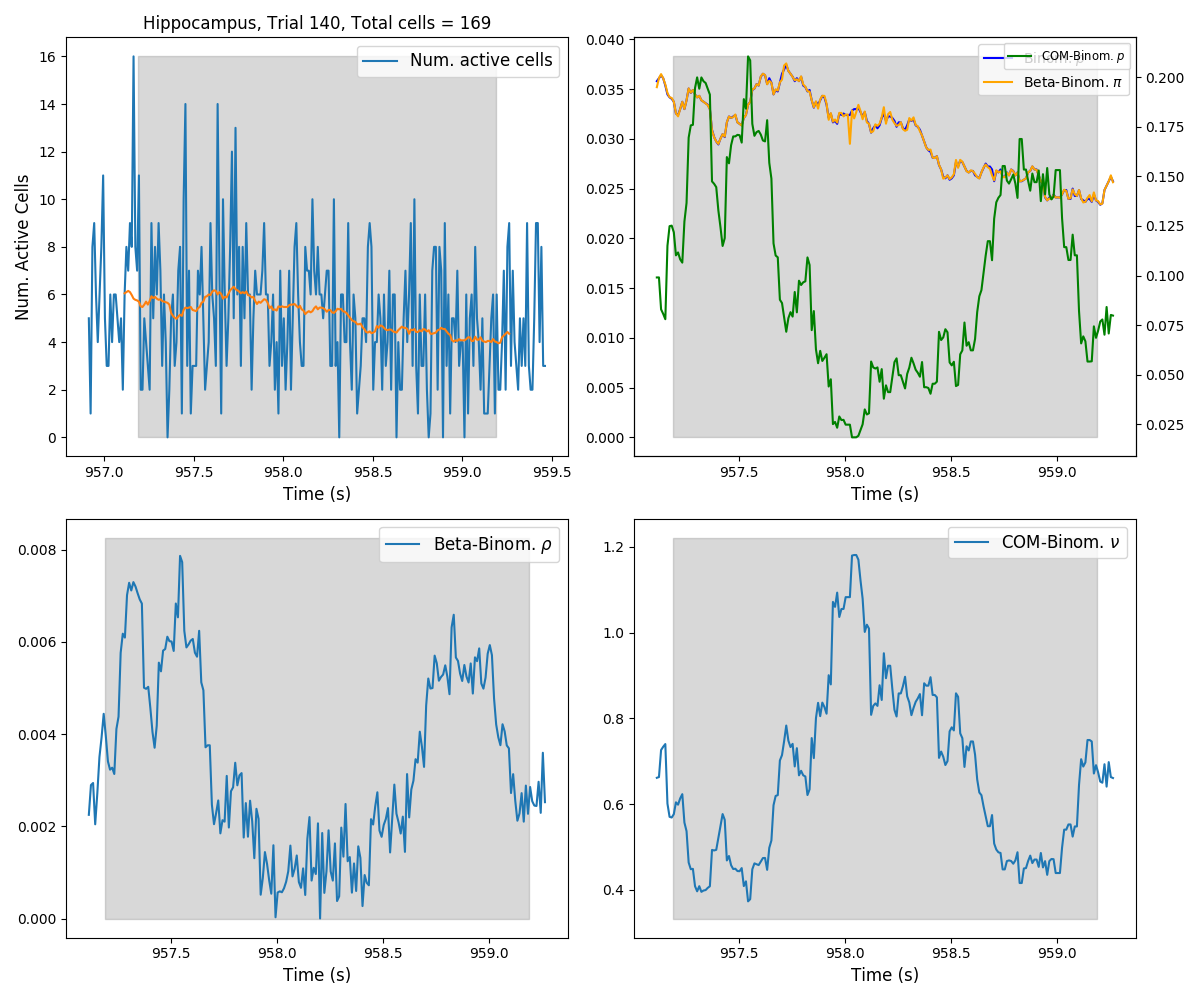 Hippocampus, Trial 140, Total cells = 169
Num. Active Cells
16
14
12
10
8
6
4
2
0
Num. active cells
957.0 957.5 958.0 958.5 959.0 959.5
Time (s)
0.040
0.035
0.030
0.025
0.020
0.015
0.010
0.005
0.000
Binom. p
COM-Binom. p
Beta-Binom. π
0.200
0.175
0.150
0.125
0.100
0.075
0.050
0.025
957.5 958.0 958.5 959.0
Time (s)
0.008
0.006
0.004
0.002
0.000
Beta-Binom. ρ
957.5 958.0 958.5 959.0
Time (s)
1.2
1.0
0.8
0.6
0.4
COM-Binom. ν
957.5 958.0 958.5 959.0
Time (s)